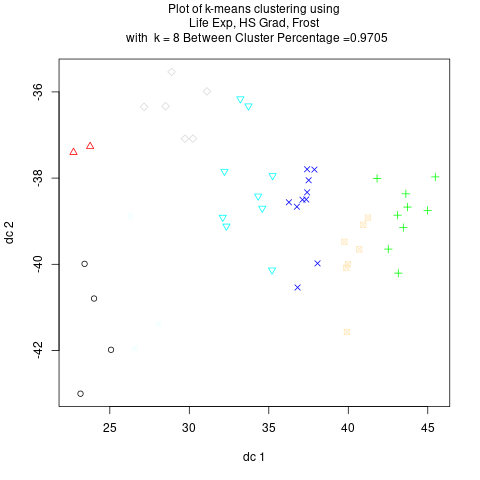 Plot of k-means clustering using
Life Exp, HS Grad, Frost
with  k = 8 Between Cluster Percentage =0.9705
-36
-38
-40
-42
dc 2
25 30 35 40 45
dc 1